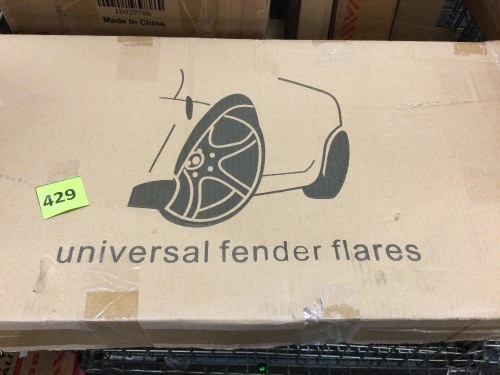 Made in China
429
universal fender flares